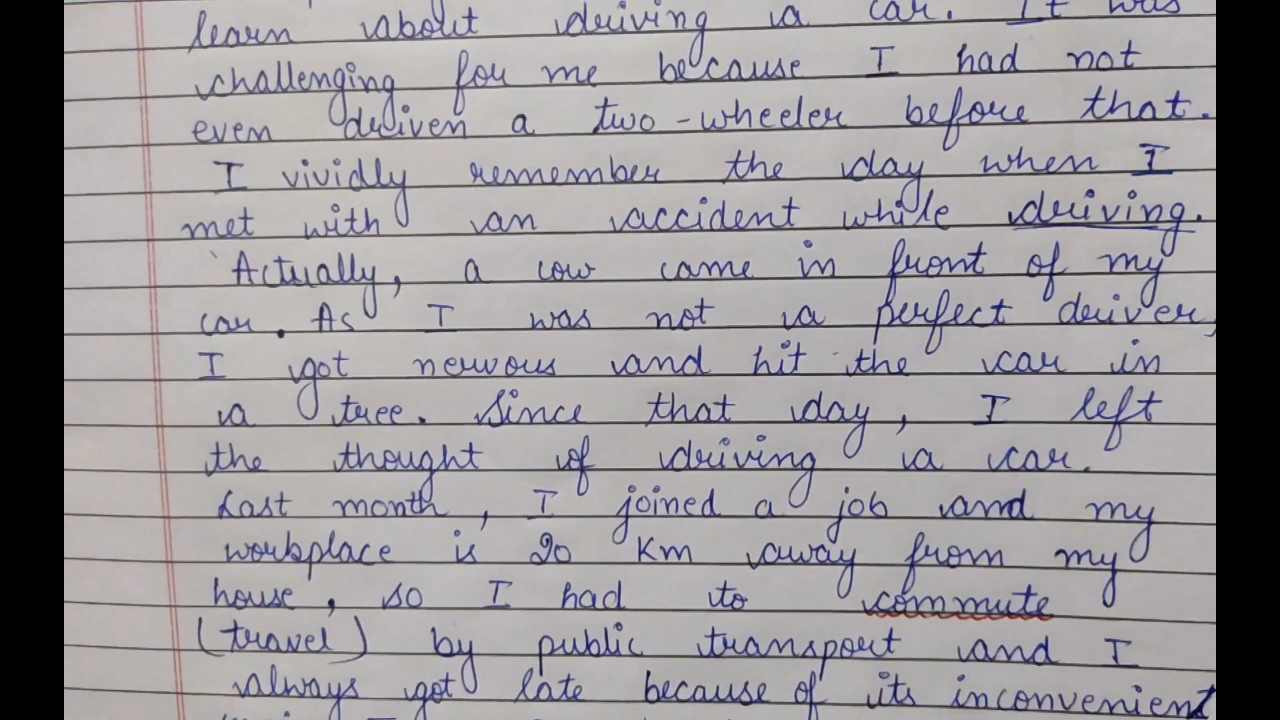 learn about driving a car. It was
challenging for me because I had not
even driven a two-wheeler before that.
I vividly remember the day when I
met with an accident while driving.
Actually, a cow came in front of my
car. As I was not a perfect driver,
I got nervous and hit the car in
a tree. Since that day, I left
the thought of driving a car.
Last month, I joined a job and my
workplace is 20 Km away from my
house, so I had to commute
(travel) by public transport and I
always got late because of its inconvenient